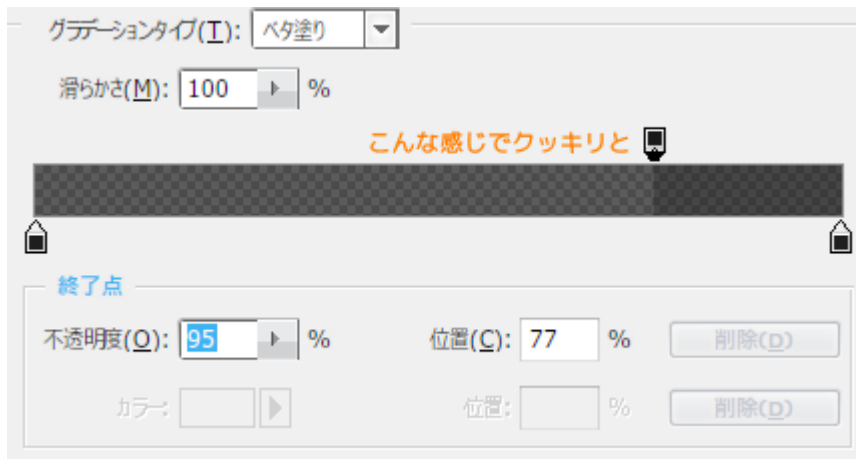 グラデーションタイプ(T): ベタ塗り
滑らかさ(M): 100 %
こんな感じでクッキリと
終了点
不透明度(O): 95 % 位置(C): 77 % 削除(D)
カラー: 位置: % 削除(D)